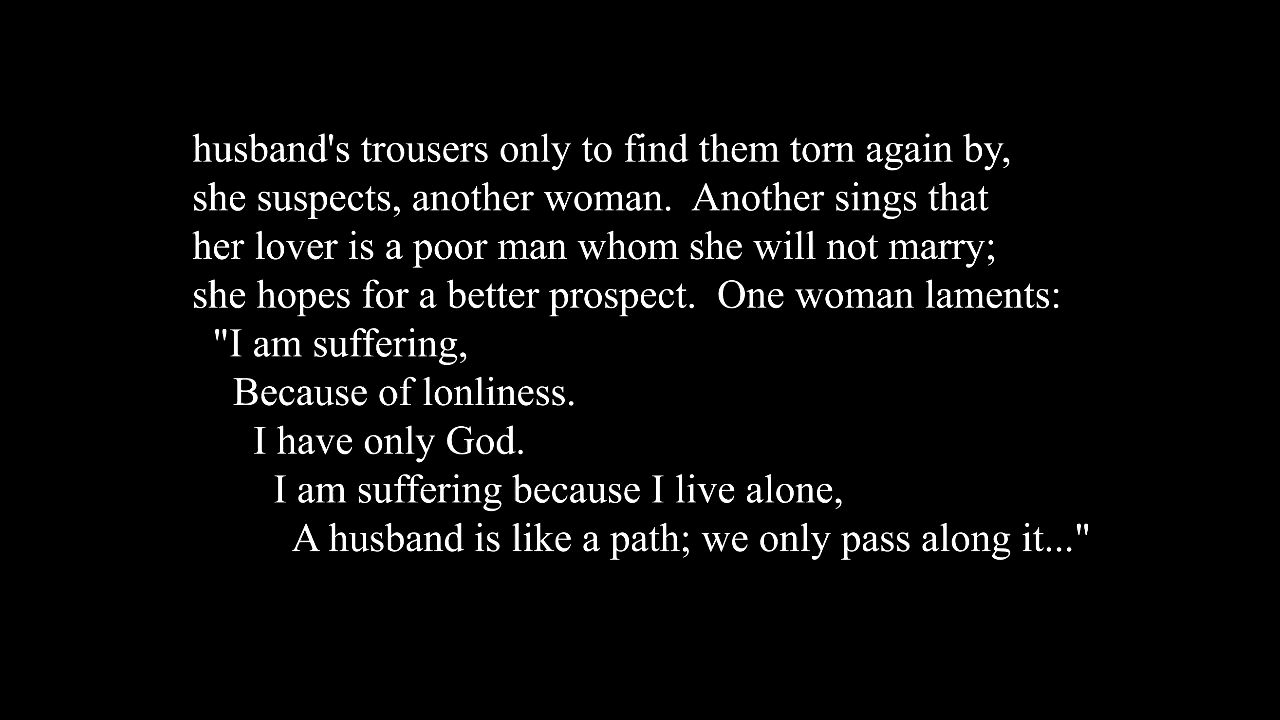 husband's trousers only to find them torn again by,
she suspects, another woman.  Another sings that
her lover is a poor man whom she will not marry;
she hopes for a better prospect.  One woman laments:
"I am suffering,
Because of lonliness.
I have only God.
I am suffering because I live alone,
A husband is like a path; we only pass along it..."